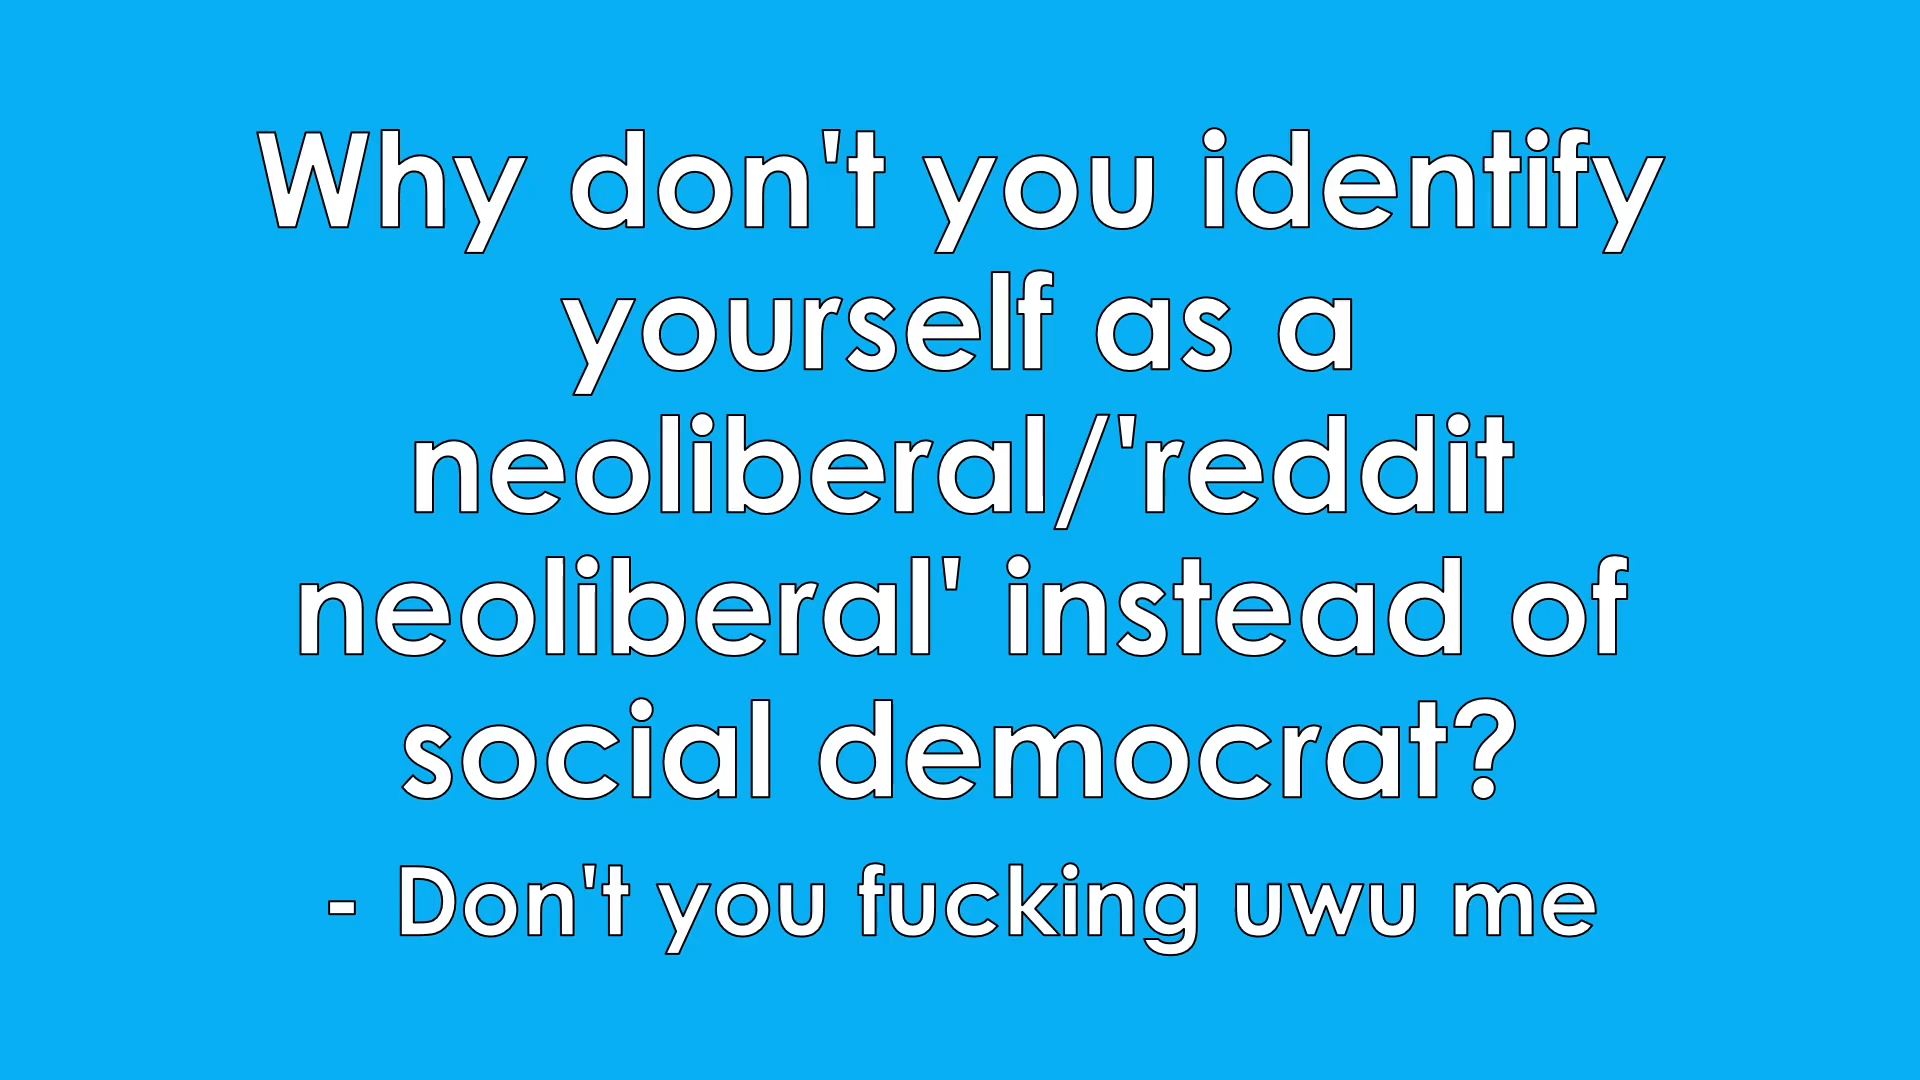 Why don't you identify
yourself as a
neoliberal/'reddit
neoliberal' instead of
social democrat?
- Don't you fucking uwu me